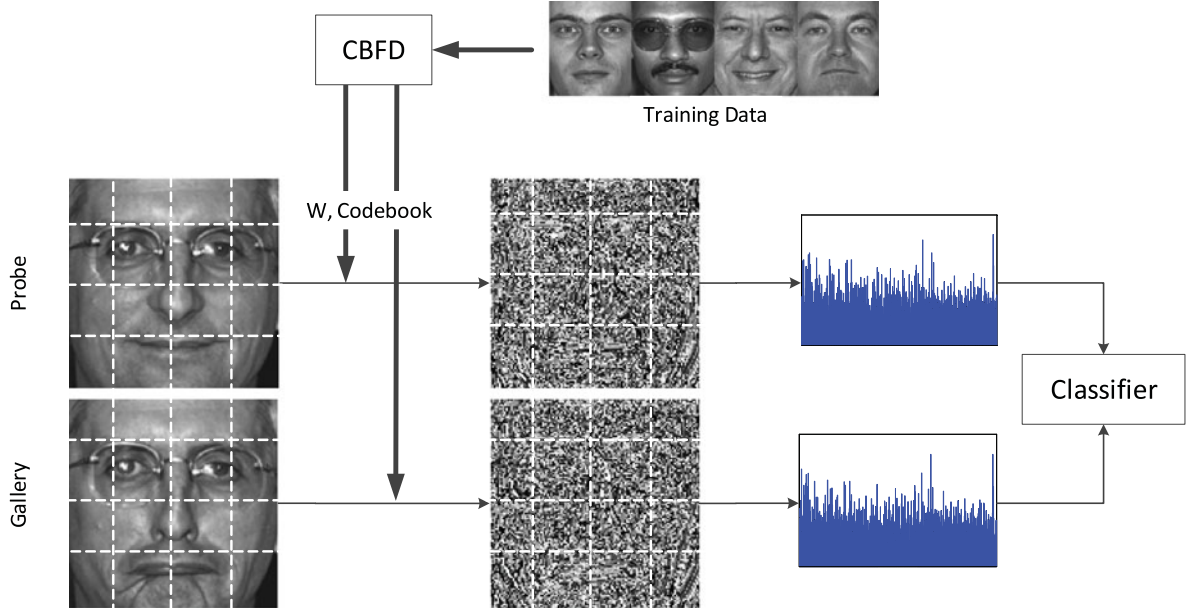 CBFD
Training Data
W, Codebook
Probe
Classifier
Gallery